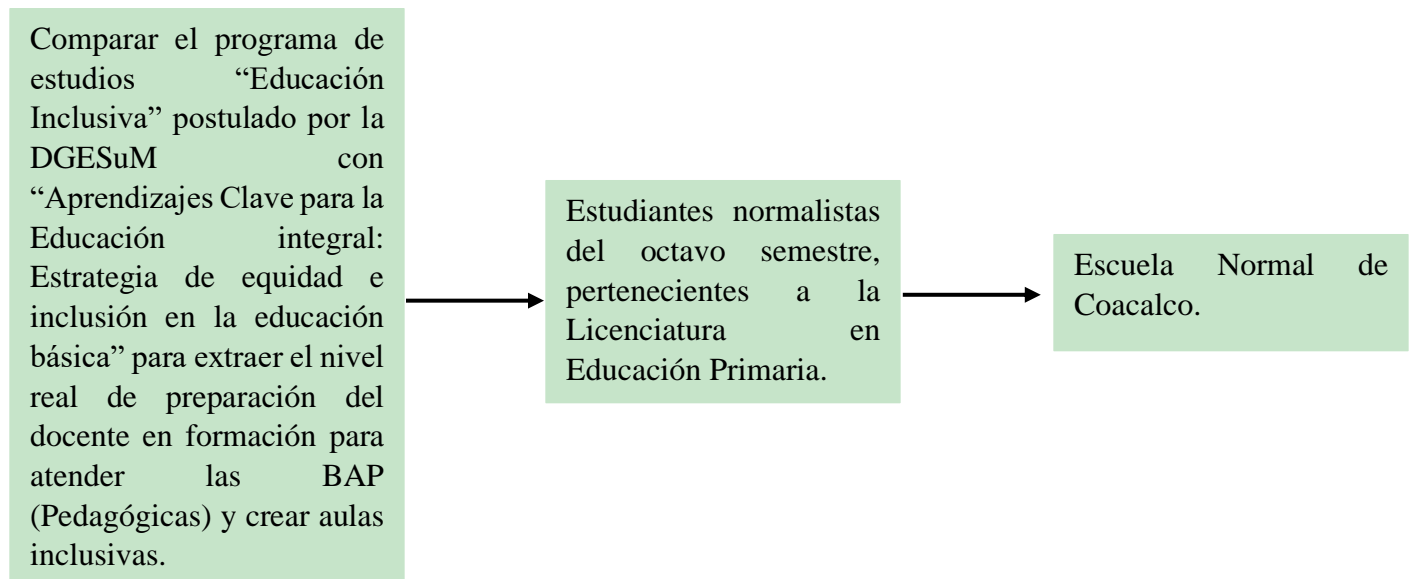 Comparar el programa de
estudios “Educación
Inclusiva” postulado por la
DGESuM con
“Aprendizajes Clave para la
Educación integral:
Estrategia de equidad e
inclusión en la educación
básica” para extraer el nivel
real de preparación del
docente en formación para
atender las BAP
(Pedagógicas) y crear aulas
inclusivas.
Estudiantes normalistas
del octavo semestre,
pertenecientes a la
Licenciatura en
Educación Primaria.
Escuela Normal de
Coacalco.